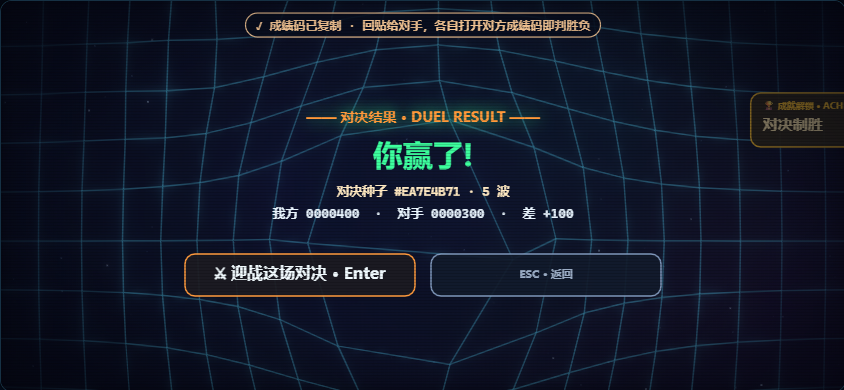 ✓ 成绩码已复制 · 回贴给对手，各自打开对方成绩码即判胜负
对决结果 • DUEL RESULT
成就解锁 • ACH
对决制胜
你赢了!
对决种子 #EA7E4B71 · 5 波
我方 0000400 · 对手 0000300 · 差 +100
⚔ 迎战这场对决 • Enter
ESC • 返回